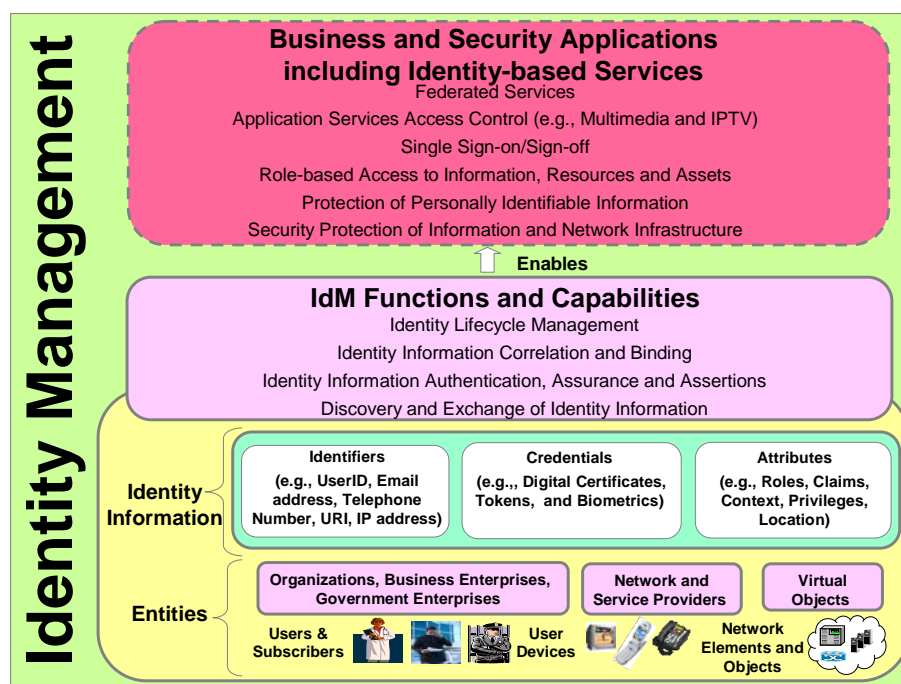 Identity Management
Business and Security Applications
including Identity-based Services
Federated Services
Application Services Access Control (e.g., Multimedia and IPTV)
Single Sign-on/Sign-off
Role-based Access to Information, Resources and Assets
Protection of Personally Identifiable Information
Security Protection of Information and Network Infrastructure
Enables
IdM Functions and Capabilities
Identity Lifecycle Management
Identity Information Correlation and Binding
Identity Information Authentication, Assurance and Assertions
Discovery and Exchange of Identity Information
Identity
Information
Identifiers
(e.g., UserID, Email
address, Telephone
Number, URI, IP address)
Credentials
(e.g.,, Digital Certificates,
Tokens, and Biometrics)
Attributes
(e.g., Roles, Claims,
Context, Privileges,
Location)
Entities
Organizations, Business Enterprises,
Government Enterprises
Network and
Service Providers
Virtual
Objects
Users &
Subscribers
User
Devices
Network
Elements and
Objects